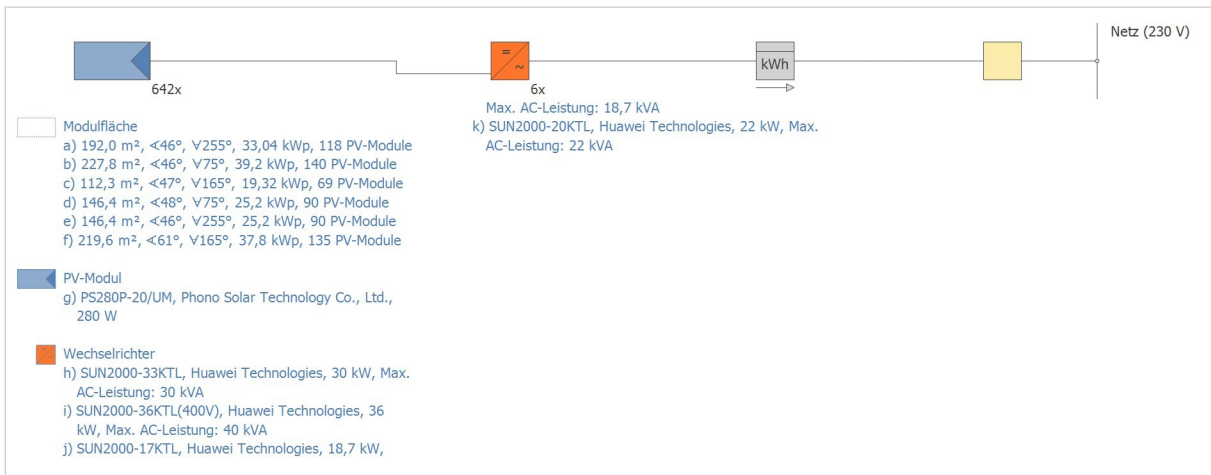 Netz (230 V)
=
~
kWh
642x
6x
Modulfläche
a) 192,0 m², ∢46°, ∀255°, 33,04 kWp, 118 PV-Module
b) 227,8 m², ∢46°, ∀75°, 39,2 kWp, 140 PV-Module
c) 112,3 m², ∢47°, ∀165°, 19,32 kWp, 69 PV-Module
d) 146,4 m², ∢48°, ∀75°, 25,2 kWp, 90 PV-Module
e) 146,4 m², ∢46°, ∀255°, 25,2 kWp, 90 PV-Module
f) 219,6 m², ∢61°, ∀165°, 37,8 kWp, 135 PV-Module
PV-Modul
g) PS280P-20/UM, Phono Solar Technology Co., Ltd.,
280 W
Wechselrichter
h) SUN2000-33KTL, Huawei Technologies, 30 kW, Max.
AC-Leistung: 30 kVA
i) SUN2000-36KTL(400V), Huawei Technologies, 36
kW, Max. AC-Leistung: 40 kVA
j) SUN2000-17KTL, Huawei Technologies, 18,7 kW,
Max. AC-Leistung: 18,7 kVA
k) SUN2000-20KTL, Huawei Technologies, 22 kW, Max.
AC-Leistung: 22 kVA